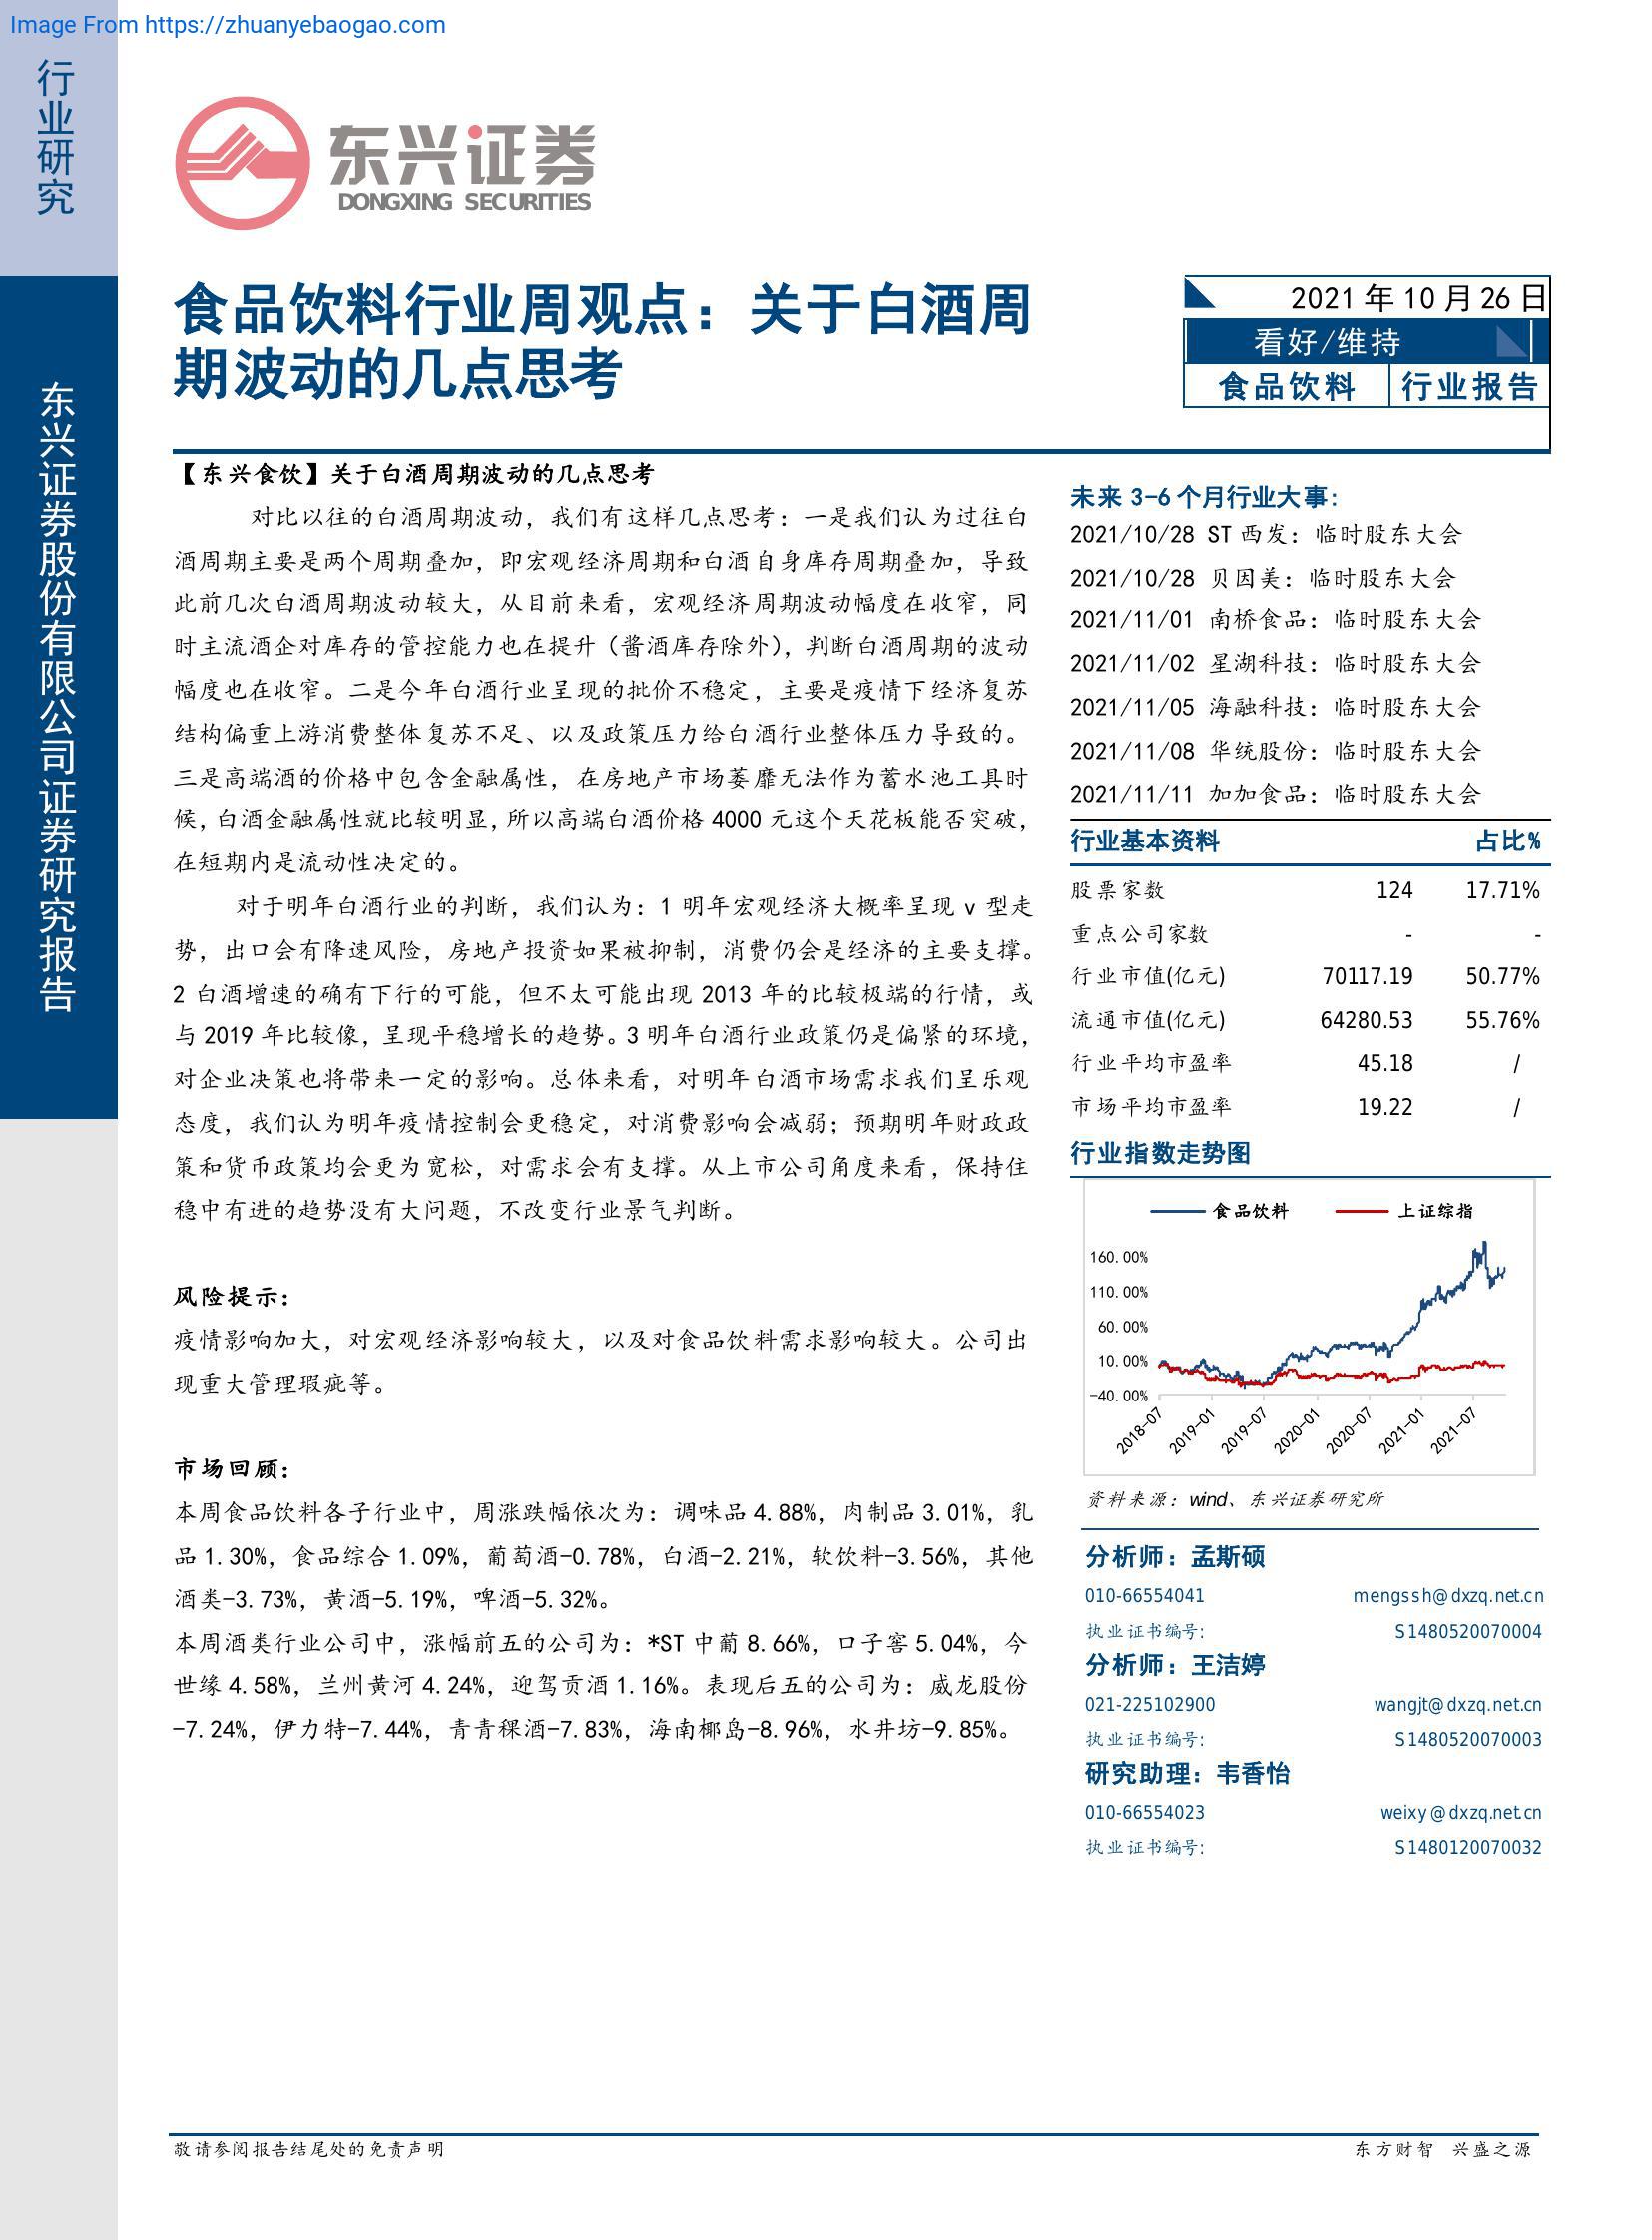 Image From https://zhuanyebaogao.com
行业研究
东兴证券股份有限公司证券研究报告
东兴证券
DONGXING SECURITIES
食品饮料行业周观点：关于白酒周
期波动的几点思考
2021 年 10 月 26 日
看好/维持
食品饮料 行业报告
【东兴食饮】关于白酒周期波动的几点思考
对比以往的白酒周期波动，我们有这样几点思考：一是我们认为过往白
酒周期主要是两个周期叠加，即宏观经济周期和白酒自身库存周期叠加，导致
此前几次白酒周期波动较大，从目前来看，宏观经济周期波动幅度在收窄，同
时主流酒企对库存的管控能力也在提升（酱酒库存除外），判断白酒周期的波动
幅度也在收窄。二是今年白酒行业呈现的批价不稳定，主要是疫情下经济复苏
结构偏重上游消费整体复苏不足、以及政策压力给白酒行业整体压力导致的。
三是高端酒的价格中包含金融属性，在房地产市场萎靡无法作为蓄水池工具时
候，白酒金融属性就比较明显，所以高端白酒价格 4000 元这个天花板能否突破，
在短期内是流动性决定的。
对于明年白酒行业的判断，我们认为：1 明年宏观经济大概率呈现 v 型走
势，出口会有降速风险，房地产投资如果被抑制，消费仍会是经济的主要支撑。
2 白酒增速的确有下行的可能，但不太可能出现 2013 年的比较极端的行情，或
与 2019 年比较像，呈现平稳增长的趋势。3 明年白酒行业政策仍是偏紧的环境，
对企业决策也将带来一定的影响。总体来看，对明年白酒市场需求我们呈乐观
态度，我们认为明年疫情控制会更稳定，对消费影响会减弱；预期明年财政政
策和货币政策均会更为宽松，对需求会有支撑。从上市公司角度来看，保持住
稳中有进的趋势没有大问题，不改变行业景气判断。
风险提示：
疫情影响加大，对宏观经济影响较大，以及对食品饮料需求影响较大。公司出
现重大管理瑕疵等。
市场回顾：
本周食品饮料各子行业中，周涨跌幅依次为：调味品 4.88%，肉制品 3.01%，乳
品 1.30%，食品综合 1.09%，葡萄酒-0.78%，白酒-2.21%，软饮料-3.56%，其他
酒类-3.73%，黄酒-5.19%，啤酒-5.32%。
本周酒类行业公司中，涨幅前五的公司为：*ST 中葡 8.66%，口子窖 5.04%，今
世缘 4.58%，兰州黄河 4.24%，迎驾贡酒 1.16%。表现后五的公司为：威龙股份
-7.24%，伊力特-7.44%，青青稞酒-7.83%，海南椰岛-8.96%，水井坊-9.85%。
未来 3-6 个月行业大事:
2021/10/28 ST 西发：临时股东大会
2021/10/28 贝因美：临时股东大会
2021/11/01 南桥食品：临时股东大会
2021/11/02 星湖科技：临时股东大会
2021/11/05 海融科技：临时股东大会
2021/11/08 华统股份：临时股东大会
2021/11/11 加加食品：临时股东大会
行业基本资料 占比%
股票家数 124 17.71%
重点公司家数 - -
行业市值(亿元) 70117.19 50.77%
流通市值(亿元) 64280.53 55.76%
行业平均市盈率 45.18 /
市场平均市盈率 19.22 /
行业指数走势图
食品饮料 上证综指
160.00%
110.00%
60.00%
10.00%
-40.00%
2018-07 2019-01 2019-07 2020-01 2020-07 2021-01 2021-07
资料来源：wind、东兴证券研究所
分析师：孟斯硕
010-66554041 mengssh@dxzq.net.cn
执业证书编号: S1480520070004
分析师：王洁婷
021-225102900 wangjt@dxzq.net.cn
执业证书编号: S1480520070003
研究助理：韦香怡
010-66554023 weixy@dxzq.net.cn
执业证书编号: S1480120070032
敬请参阅报告结尾处的免责声明
东方财智 兴盛之源